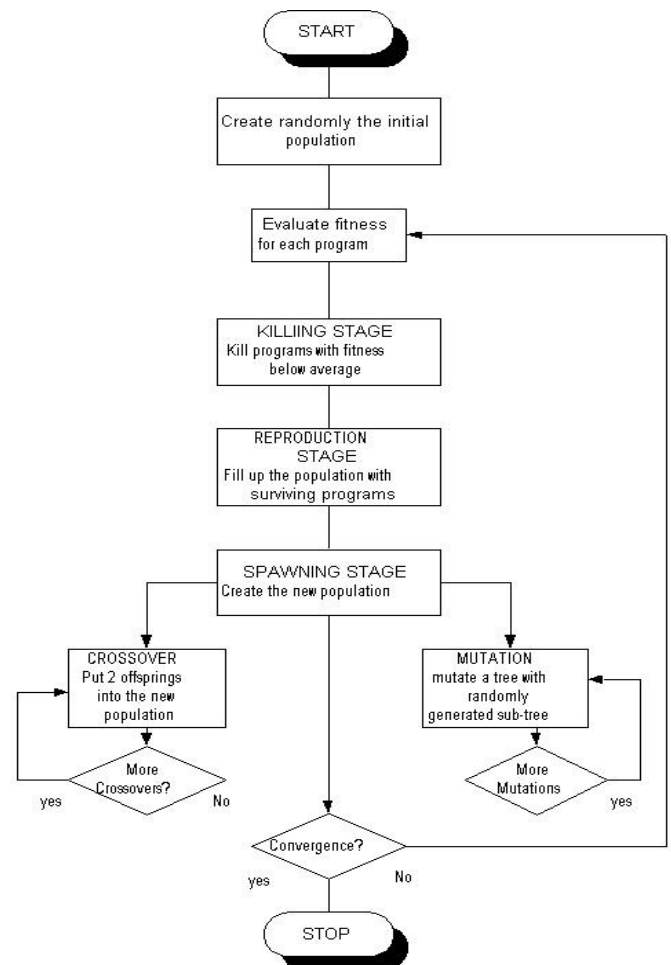 START
Create randomly the initial
population
Evaluate fitness
for each program
KILLIING STAGE
Kill programs with fitness
below average
REPRODUCTION
STAGE
Fill up the population with
surviving programs
SPAWNING STAGE
Create the new population
CROSSOVER
Put 2 offsprings
into the new
population
MUTATION
mutate a tree with
randomly
generated sub-tree
More
Crossovers?
yes
No
More
Mutations
yes
Convergence?
yes
No
STOP